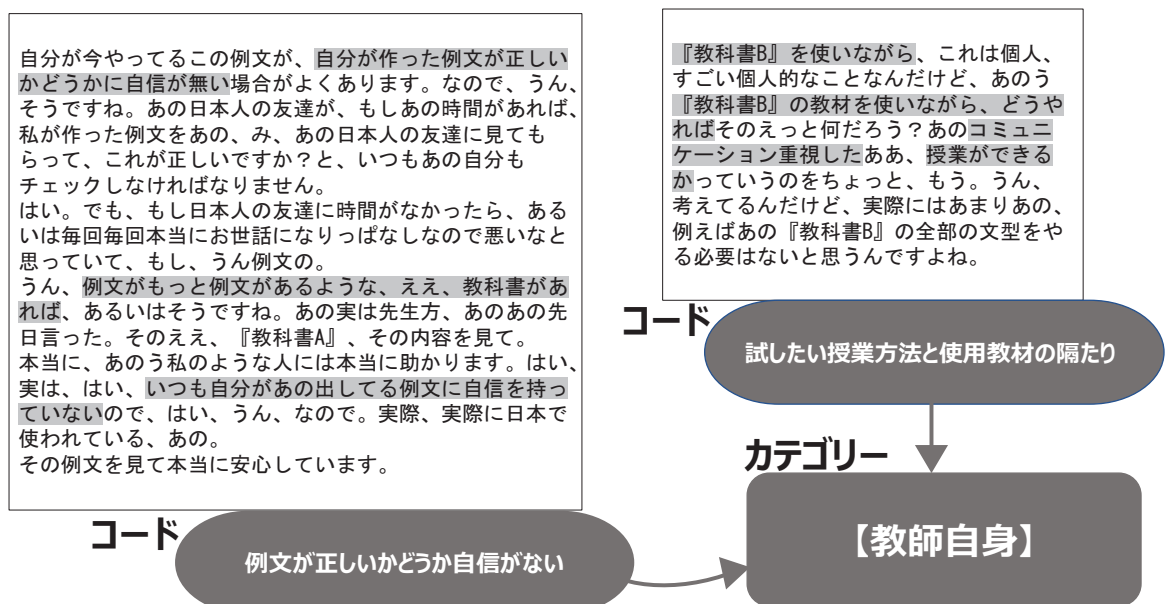 自分が今やってるこの例文が、自分が作った例文が正しい
かどうかに自信が無い場合がよくあります。なので、うん、
そうですね。あの日本人の友達が、もしあの時間があれば、
私が作った例文をあの、み、あの日本人の友達に見ても
らって、これが正しいですか？と、いつもあの自分も
チェックしなければなりません。
はい。でも、もし日本人の友達に時間がなかったら、ある
いは毎回毎回本当にお世話になりっぱなしなので悪いなと
思っていて、もし、うん例文の。
うん、例文がもっと例文があるような、ええ、教科書があ
れば、あるいはそうですね。あの実は先生方、あのあの先
日言った。そのええ、『教科書A』、その内容を見て。
本当に、あのう私のような人には本当に助かります。はい、
実は、はい、いつも自分があの出してる例文に自信を持っ
ていないので、はい、うん、なので。実際、実際に日本で
使われている、あの。
その例文を見て本当に安心しています。
コード
例文が正しいかどうか自信がない
『教科書B』を使いながら、これは個人、
すごい個人的なことなんだけど、あのう
『教科書B』の教材を使いながら、どうや
ればそのえっと何だろう？あのコミュニ
ケーション重視したああ、授業ができる
かっていうのをちょっと、もう。うん、
考えてるんだけど、実際にはあまりあの、
例えばあの『教科書B』の全部の文型をや
る必要はないと思うんですよね。
コード
試したい授業方法と使用教材の隔たり
カテゴリー
【教師自身】